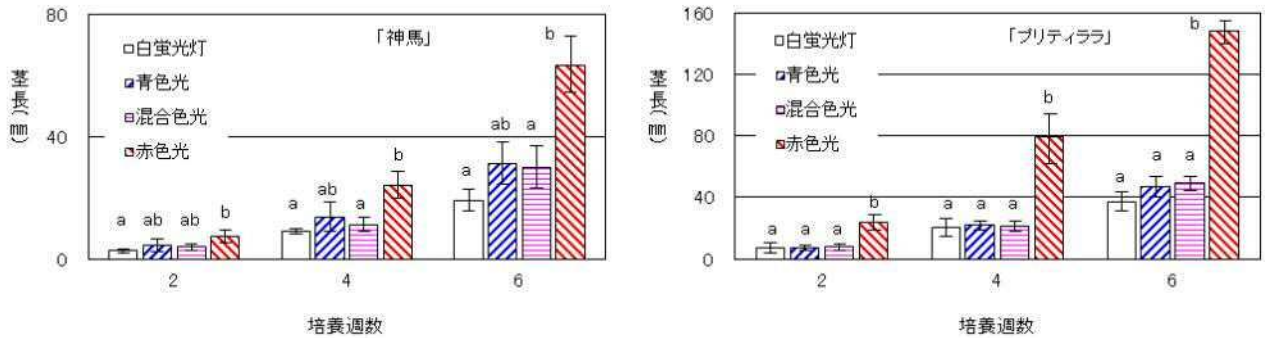 80
40
0
茎長(㎜)
「神馬」
白蛍光灯
青色光
混合色光
赤色光
a ab ab b
a ab a b
a ab a b
2 4 6
培養週数
160
120
80
40
0
茎長(㎜)
「プリティララ」
白蛍光灯
青色光
混合色光
赤色光
a a a b
a a a b
a a a b
2 4 6
培養週数